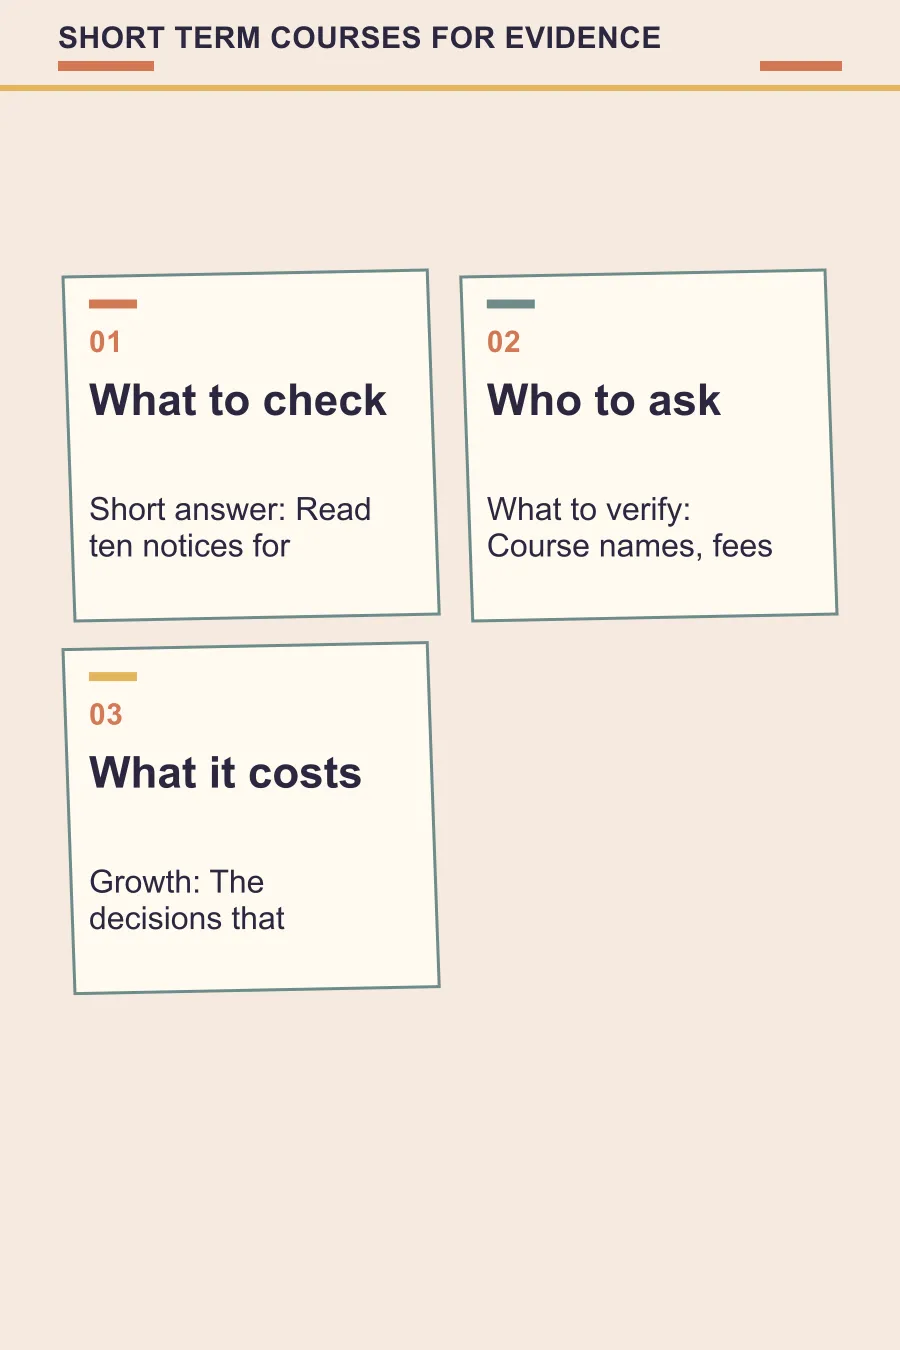 SHORT TERM COURSES FOR EVIDENCE
01
What to check
Short answer: Read
ten notices for
02
Who to ask
What to verify:
Course names, fees
03
What it costs
Growth: The
decisions that